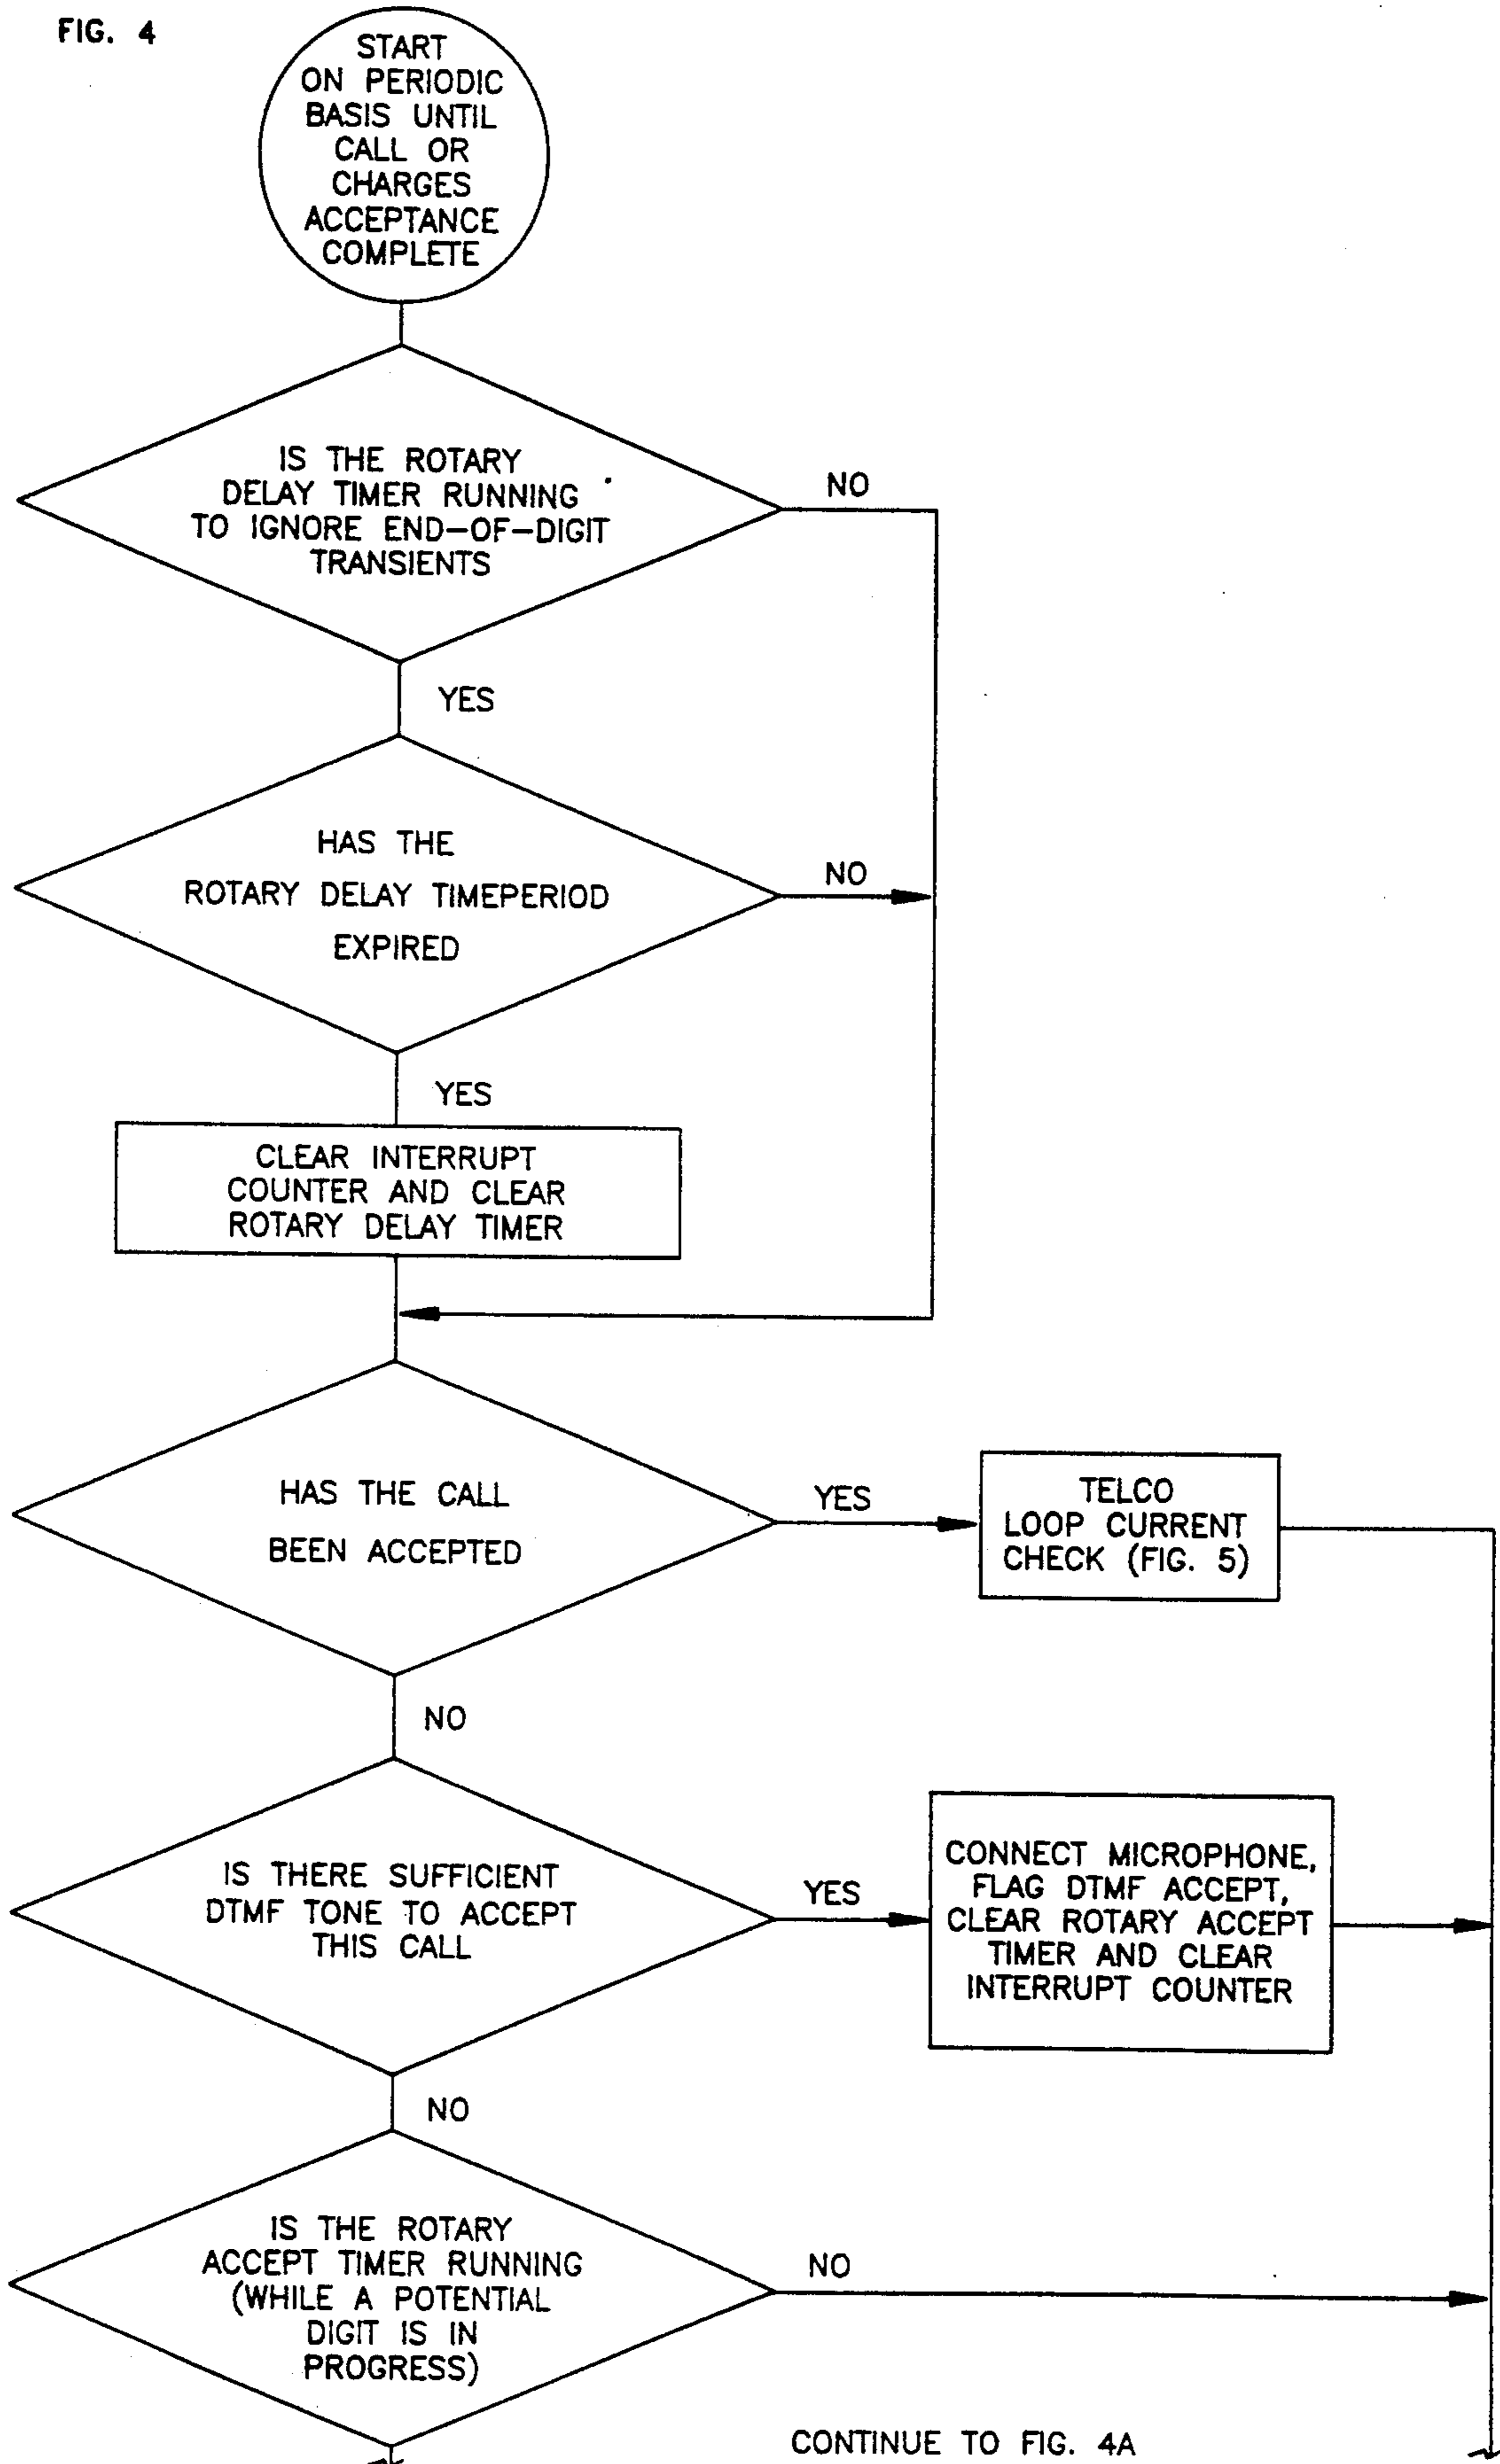 FIG. 4
START
ON PERIODIC
BASIS UNTIL
CALL OR
CHARGES
ACCEPTANCE
COMPLETE
IS THE ROTARY
DELAY TIMER RUNNING
TO IGNORE END-OF-DIGIT
TRANSIENTS
NO
YES
HAS THE
ROTARY DELAY TIMEPERIOD
EXPIRED
NO
YES
CLEAR INTERRUPT
COUNTER AND CLEAR
ROTARY DELAY TIMER
HAS THE CALL
BEEN ACCEPTED
YES
TELCO
LOOP CURRENT
CHECK (FIG. 5)
NO
IS THERE SUFFICIENT
DTMF TONE TO ACCEPT
THIS CALL
YES
CONNECT MICROPHONE,
FLAG DTMF ACCEPT,
CLEAR ROTARY ACCEPT
TIMER AND CLEAR
INTERRUPT COUNTER
NO
IS THE ROTARY
ACCEPT TIMER RUNNING
(WHILE A POTENTIAL
DIGIT IS IN
PROGRESS)
NO
CONTINUE TO FIG. 4A